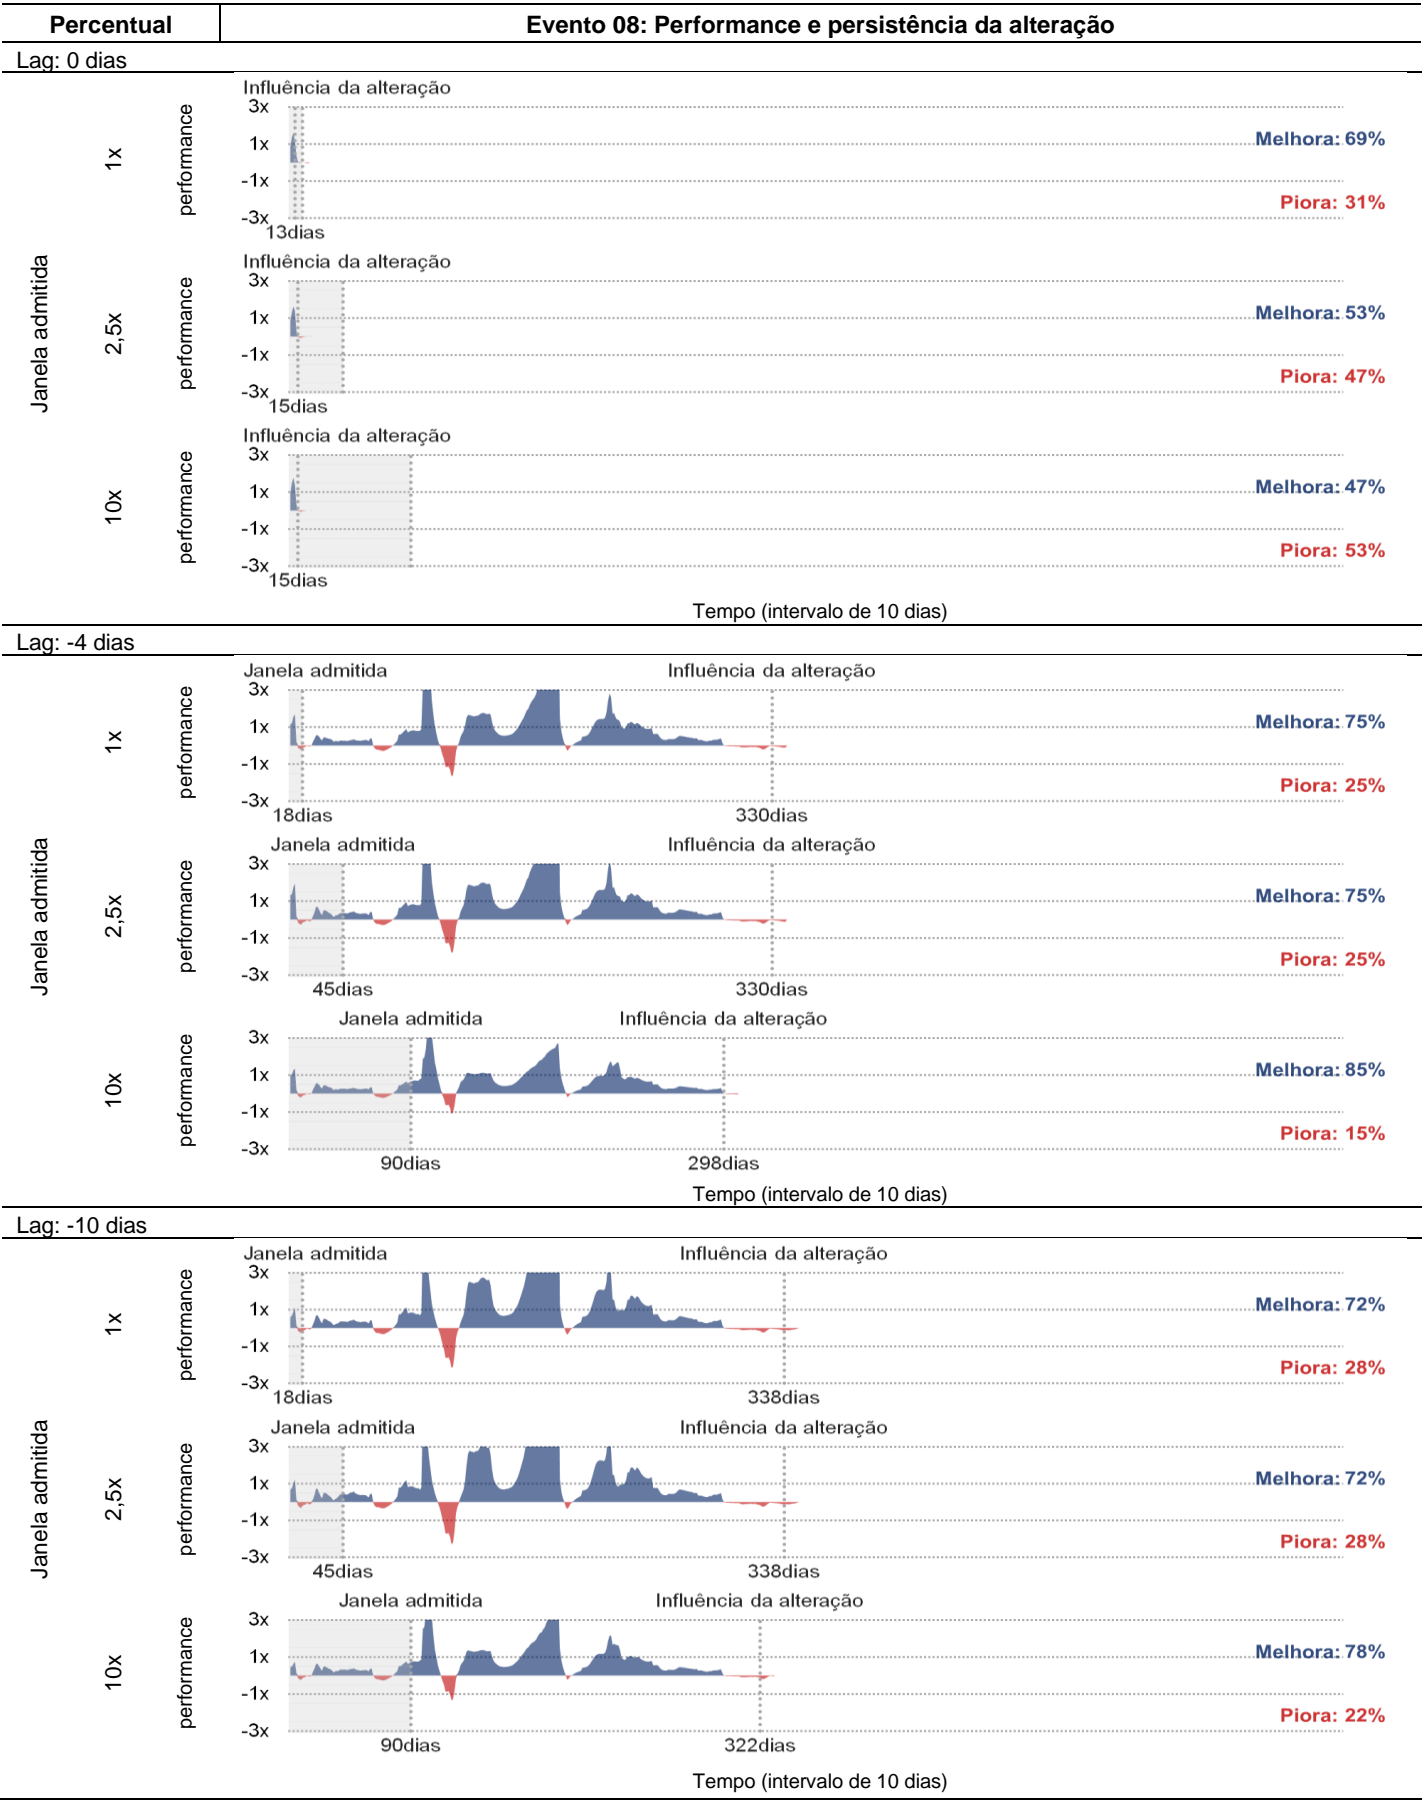 Percentual
Evento 08: Performance e persistência da alteração
Lag: 0 dias
Janela admitida
1x
performance
Influência da alteração
3x
1x
-1x
-3x
13dias
Melhora: 69%
Piora: 31%
2,5x
performance
Influência da alteração
3x
1x
-1x
-3x
15dias
Melhora: 53%
Piora: 47%
10x
performance
Influência da alteração
3x
1x
-1x
-3x
15dias
Melhora: 47%
Piora: 53%
Tempo (intervalo de 10 dias)
Lag: -4 dias
Janela admitida
1x
performance
Janela admitida
Influência da alteração
3x
1x
-1x
-3x
18dias
330dias
Melhora: 75%
Piora: 25%
2,5x
performance
Janela admitida
Influência da alteração
3x
1x
-1x
-3x
45dias
330dias
Melhora: 75%
Piora: 25%
10x
performance
Janela admitida
Influência da alteração
3x
1x
-1x
-3x
90dias
298dias
Melhora: 85%
Piora: 15%
Tempo (intervalo de 10 dias)
Lag: -10 dias
Janela admitida
1x
performance
Janela admitida
Influência da alteração
3x
1x
-1x
-3x
18dias
338dias
Melhora: 72%
Piora: 28%
2,5x
performance
Janela admitida
Influência da alteração
3x
1x
-1x
-3x
45dias
338dias
Melhora: 72%
Piora: 28%
10x
performance
Janela admitida
Influência da alteração
3x
1x
-1x
-3x
90dias
322dias
Melhora: 78%
Piora: 22%
Tempo (intervalo de 10 dias)